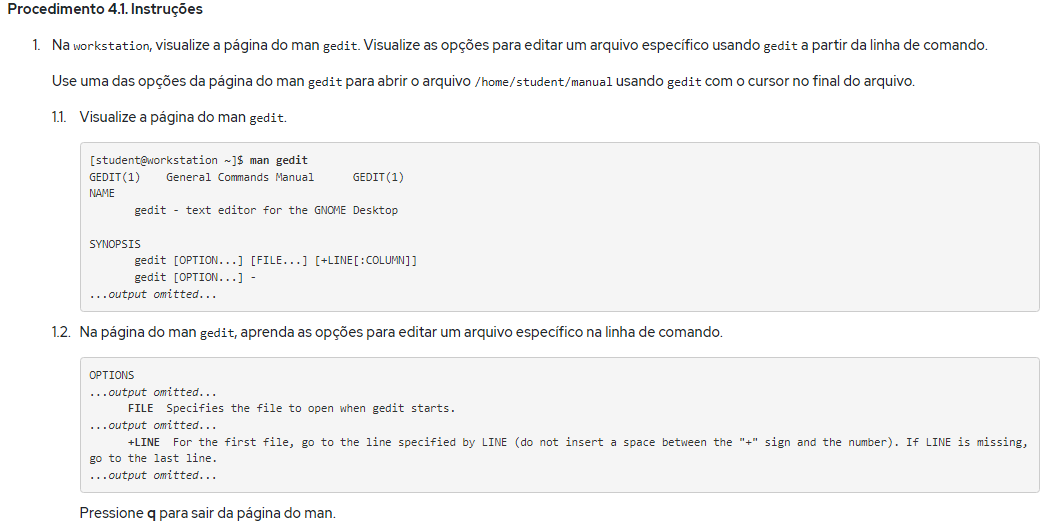 Procedimento 4.1. Instruções
1. Na workstation, visualize a página do man gedit. Visualize as opções para editar um arquivo específico usando gedit a partir da linha de comando.
Use uma das opções da página do man gedit para abrir o arquivo /home/student/manual usando gedit com o cursor no final do arquivo.
1.1. Visualize a página do man gedit.
[student@workstation ~]$ man gedit
GEDIT(1)    General Commands Manual      GEDIT(1)
NAME
       gedit - text editor for the GNOME Desktop
SYNOPSIS
       gedit [OPTION...] [FILE...] [+LINE[:COLUMN]]
       gedit [OPTION...] -
...output omitted...
1.2. Na página do man gedit, aprenda as opções para editar um arquivo específico na linha de comando.
OPTIONS
...output omitted...
      FILE  Specifies the file to open when gedit starts.
...output omitted...
      +LINE  For the first file, go to the line specified by LINE (do not insert a space between the "+" sign and the number). If LINE is missing,
go to the last line.
...output omitted...
Pressione q para sair da página do man.